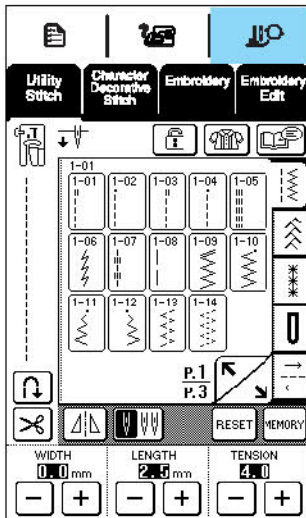 Utility Stitch
Character Decorative Stitch
Embroidery
Embroidery Edit
.T
1-01
1-01 1-02 1-03 1-04 1-05
1-06 1-07 1-08 1-09 1-10
1-11 1-12 1-13 1-14
P.1
P.3
RESET MEMORY
WIDTH LENGTH TENSION
0.0 mm 2.5 mm 4.0
− + − + − +